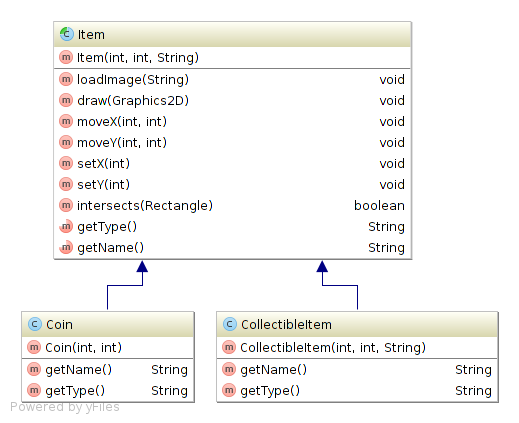 C Item
m Item(int, int, String)
m loadImage(String) void
m draw(Graphics2D) void
m moveX(int, int) void
m moveY(int, int) void
m setX(int) void
m setY(int) void
m intersects(Rectangle) boolean
m getType() String
m getName() String
C Coin
m Coin(int, int)
m getName() String
m getType() String
C CollectibleItem
m CollectibleItem(int, int, String)
m getName() String
m getType() String
Powered by yFiles